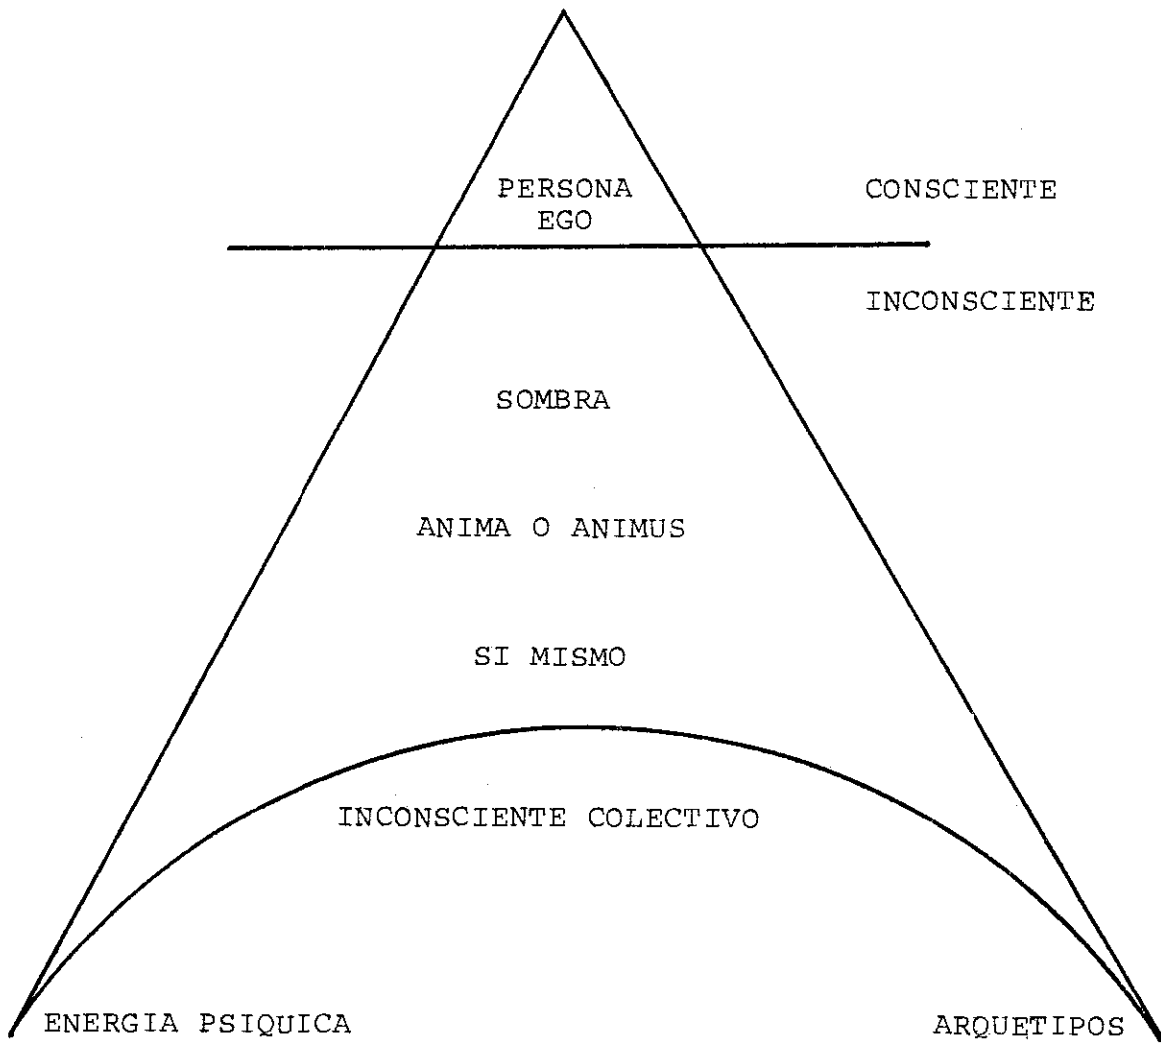 PERSONA
EGO
CONSCIENTE
INCONSCIENTE
SOMBRA
ANIMA O ANIMUS
SI MISMO
INCONSCIENTE COLECTIVO
ENERGIA PSIQUICA
ARQUETIPOS